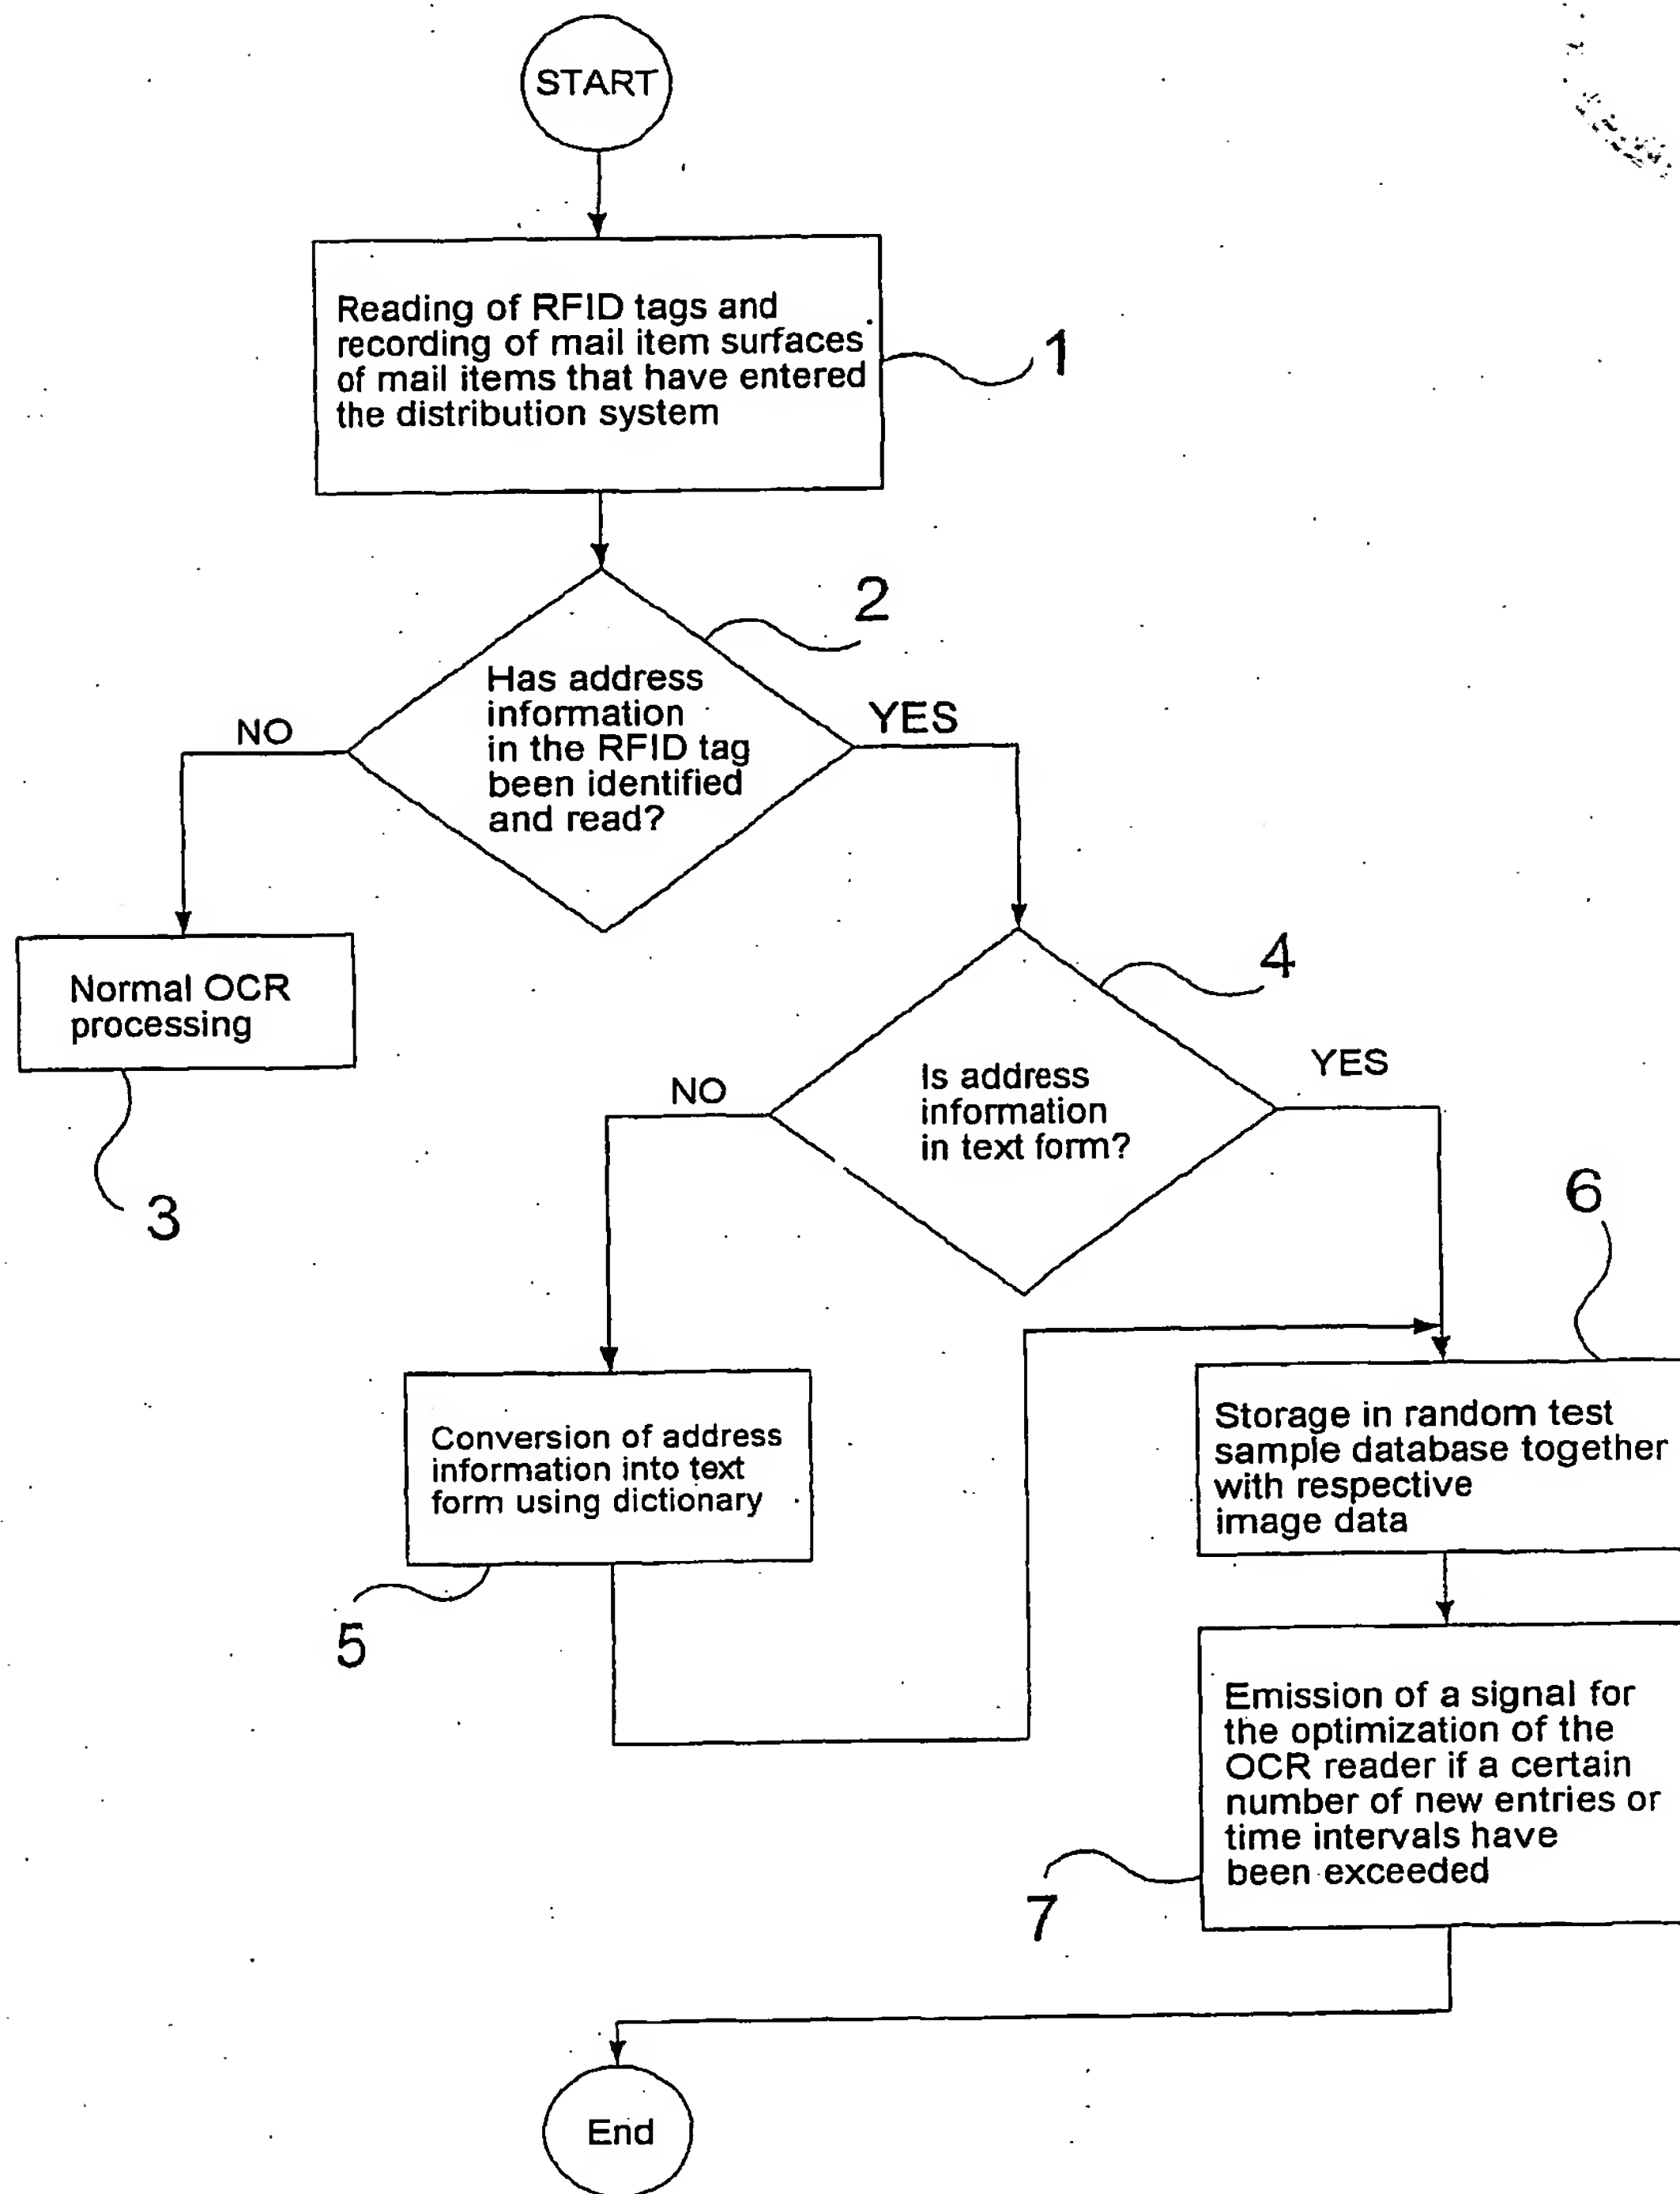 START
Reading of RFID tags and
recording of mail item surfaces
of mail items that have entered
the distribution system
1
2
Has address
information
in the RFID tag
been identified
and read?
NO
YES
Normal OCR
processing
3
4
Is address
information
in text form?
NO
YES
6
Conversion of address
information into text
form using dictionary
5
Storage in random test
sample database together
with respective
image data
Emission of a signal for
the optimization of the
OCR reader if a certain
number of new entries or
time intervals have
been exceeded
7
End